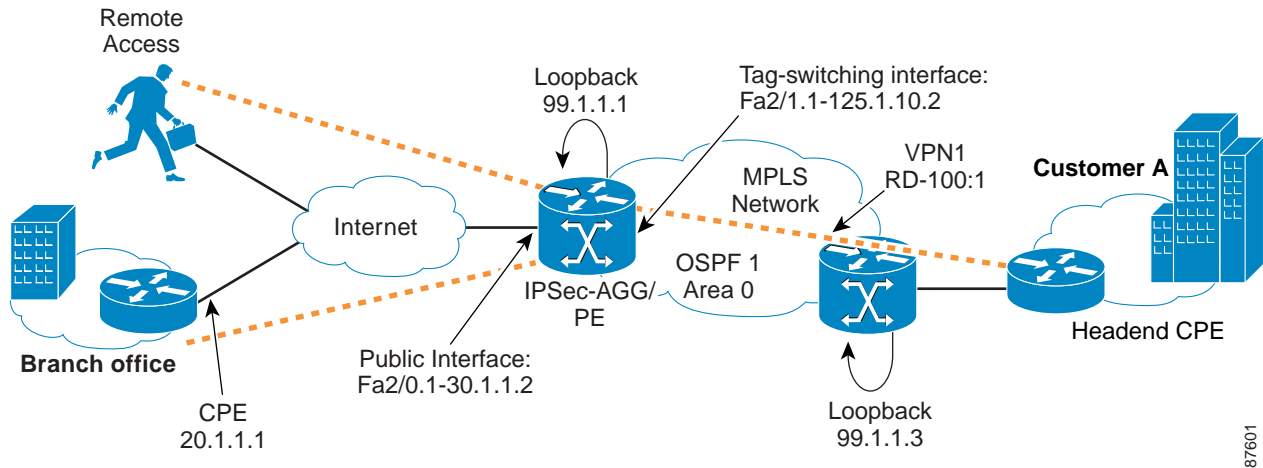 Remote
Access
Loopback
99.1.1.1
Tag-switching interface:
Fa2/1.1-125.1.10.2
VPN1
RD-100:1
Customer A
MPLS
Network
Internet
OSPF 1
Area 0
IPSec-AGG/
PE
Headend CPE
Branch office
Public Interface:
Fa2/0.1-30.1.1.2
CPE
20.1.1.1
Loopback
99.1.1.3
87601